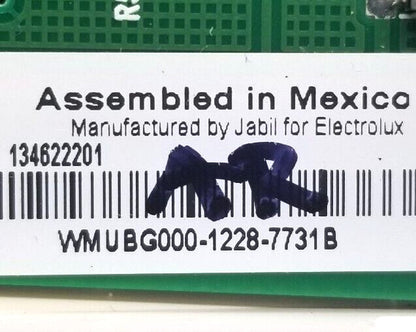 Assembled in Mexico
Manufactured by Jabil for Electrolux
134622201
WMUBG000-1228-7731B